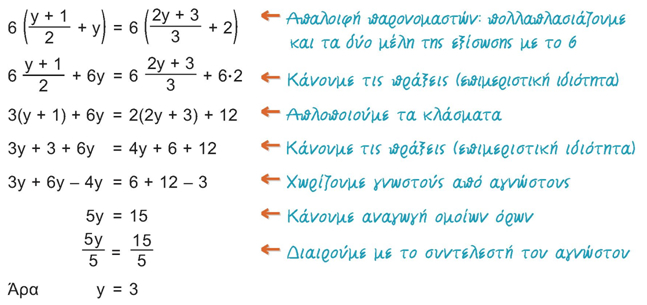 6 ( (y + 1)/2 + y ) = 6 ( (2y + 3)/3 + 2 ) ← Απαλοιφή παρονομαστών: πολλαπλασιάζουμε
και τα δύο μέλη της εξίσωσης με το 6
6 (y + 1)/2 + 6y = 6 (2y + 3)/3 + 6·2 ← Κάνουμε τις πράξεις (επιμεριστική ιδιότητα)
3(y + 1) + 6y = 2(2y + 3) + 12 ← Απλοποιούμε τα κλάσματα
3y + 3 + 6y = 4y + 6 + 12 ← Κάνουμε τις πράξεις (επιμεριστική ιδιότητα)
3y + 6y – 4y = 6 + 12 – 3 ← Χωρίζουμε γνωστούς από αγνώστους
5y = 15 ← Κάνουμε αναγωγή ομοίων όρων
5y/5 = 15/5 ← Διαιρούμε με το συντελεστή του αγνώστου
Άρα y = 3